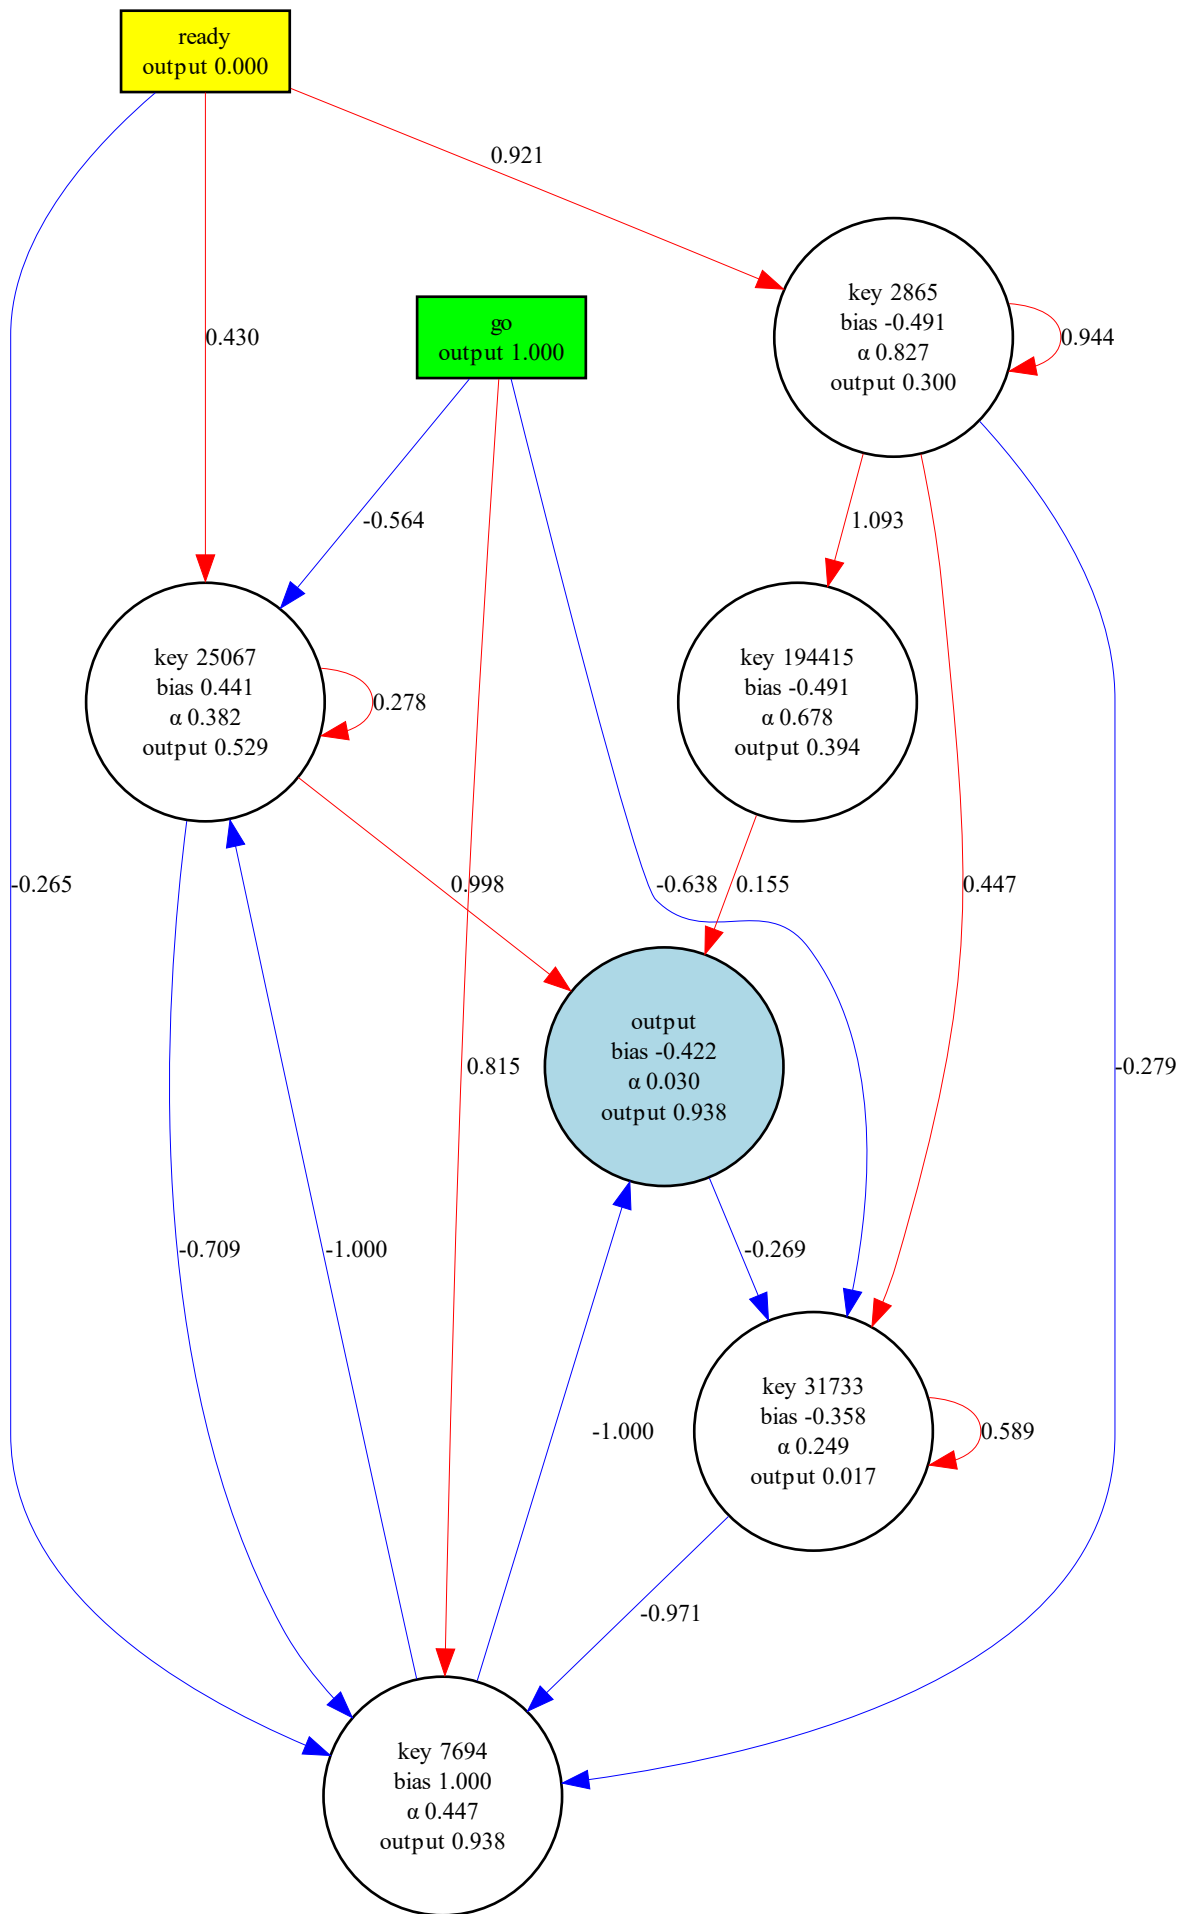 ready
output 0.000
0.921
key 2865
bias -0.491
α 0.827
output 0.300
0.944
0.430
go
output 1.000
-0.564
1.093
key 25067
bias 0.441
α 0.382
output 0.529
0.278
key 194415
bias -0.491
α 0.678
output 0.394
-0.265
0.998
-0.638
0.155
0.447
output
bias -0.422
α 0.030
output 0.938
0.815
-0.279
-0.709
-1.000
-0.269
key 31733
bias -0.358
α 0.249
output 0.017
0.589
-1.000
-0.971
key 7694
bias 1.000
α 0.447
output 0.938